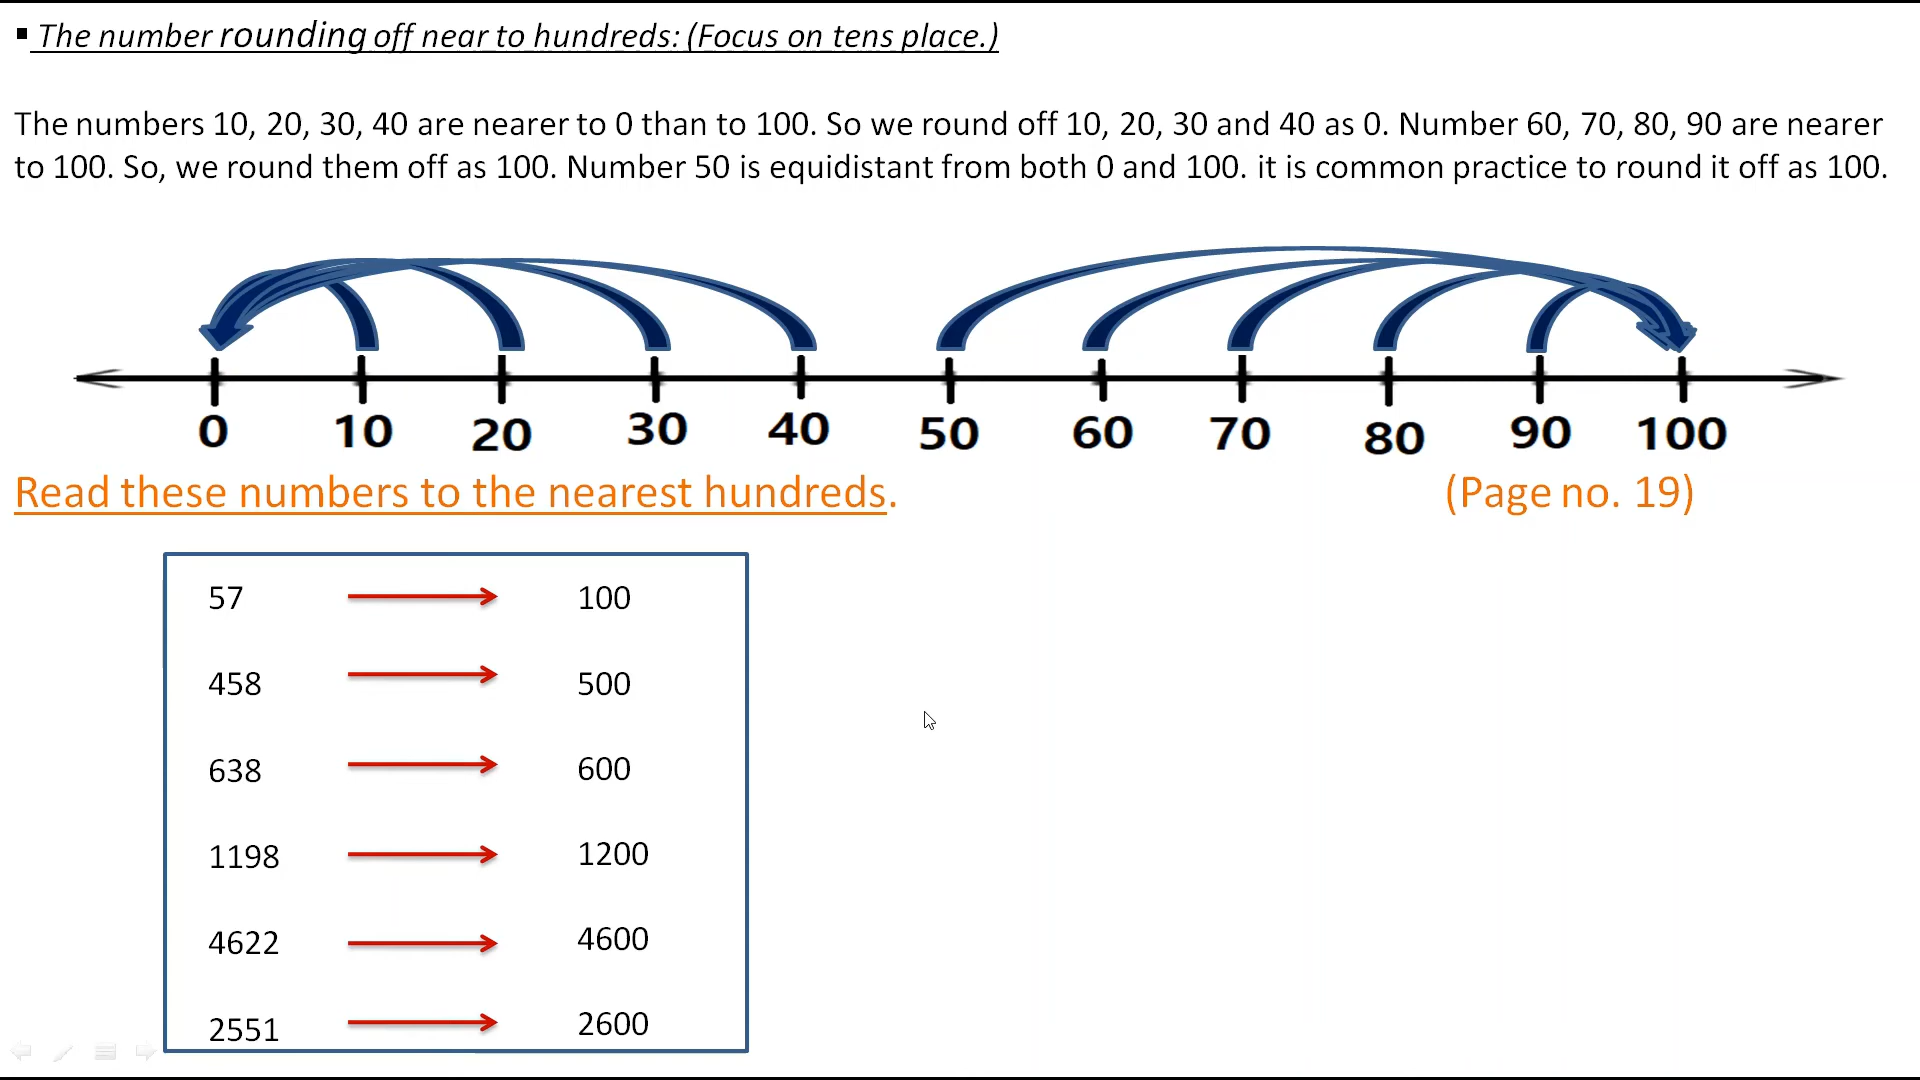 ▪ The number rounding off near to hundreds: (Focus on tens place.)
The numbers 10, 20, 30, 40 are nearer to 0 than to 100. So we round off 10, 20, 30 and 40 as 0. Number 60, 70, 80, 90 are nearer
to 100. So, we round them off as 100. Number 50 is equidistant from both 0 and 100. it is common practice to round it off as 100.
0 10 20 30 40 50 60 70 80 90 100
Read these numbers to the nearest hundreds. (Page no. 19)
57 100
458 500
638 600
1198 1200
4622 4600
2551 2600